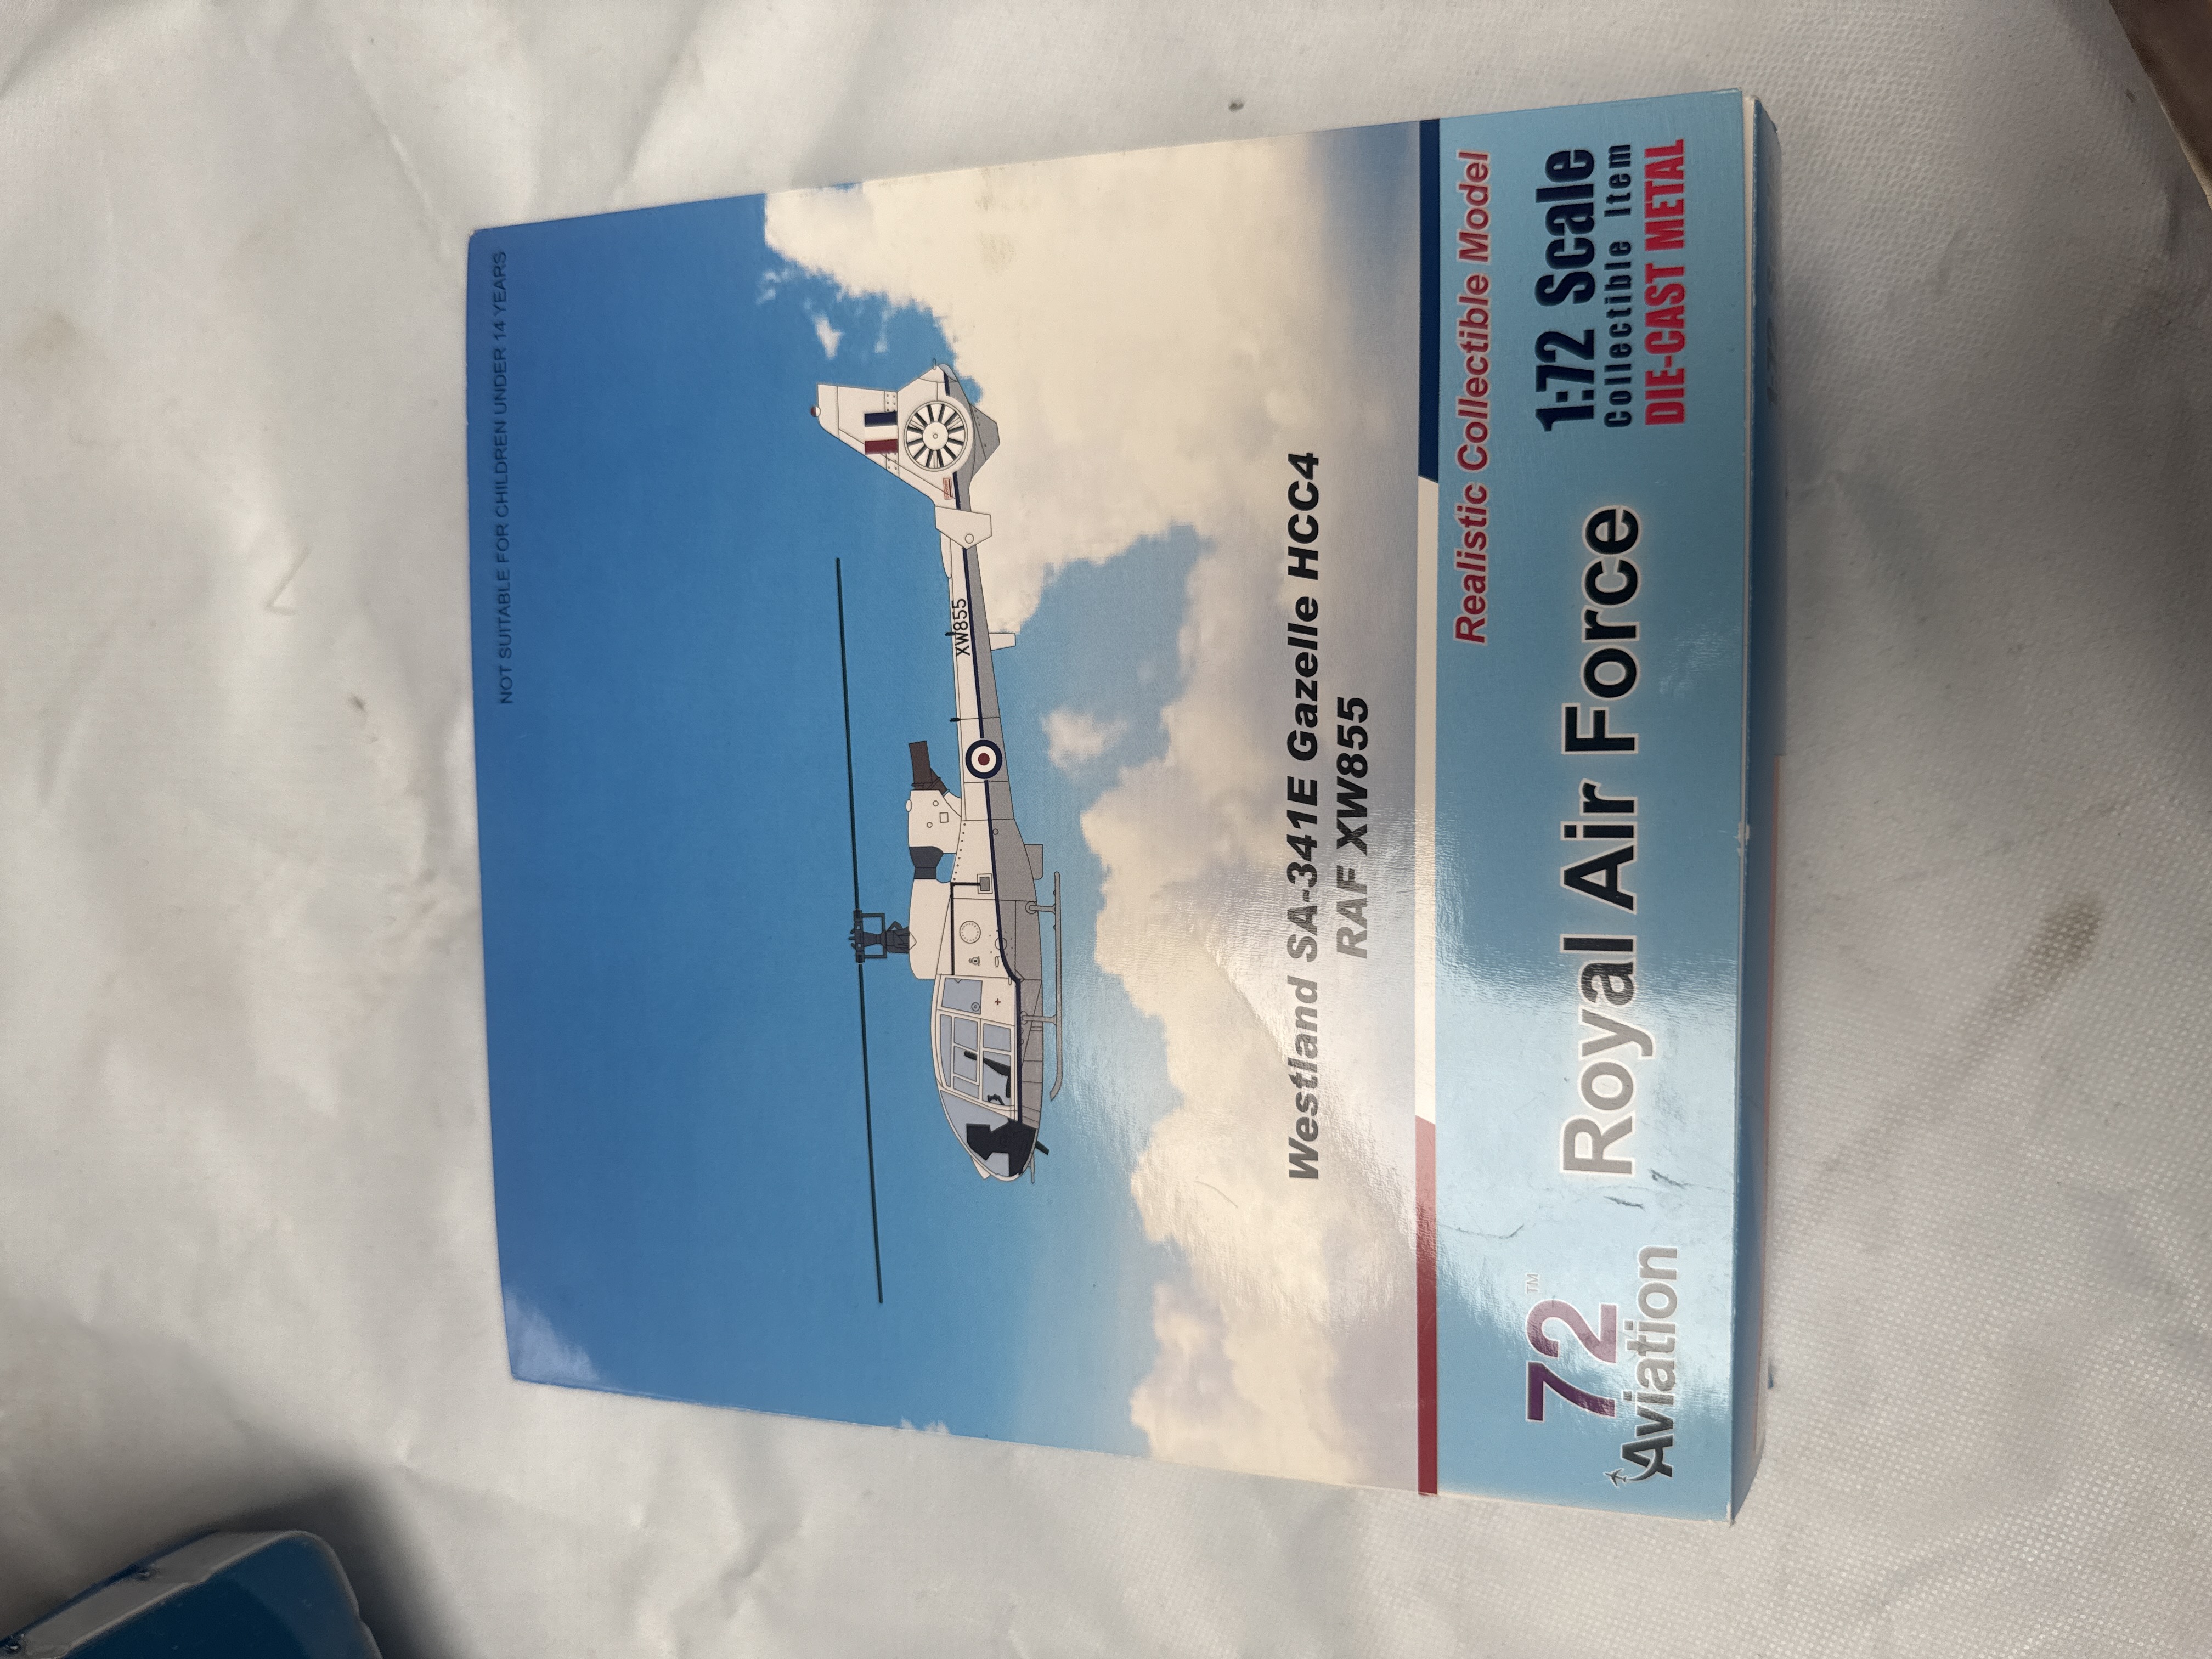 NOT SUITABLE FOR CHILDREN UNDER 14 YEARS
XW855
Westland SA-341E Gazelle HCC4
RAF XW855
Realistic Collectible Model
72™
Aviation
Royal Air Force
1:72 Scale
Collectible Item
DIE-CAST METAL